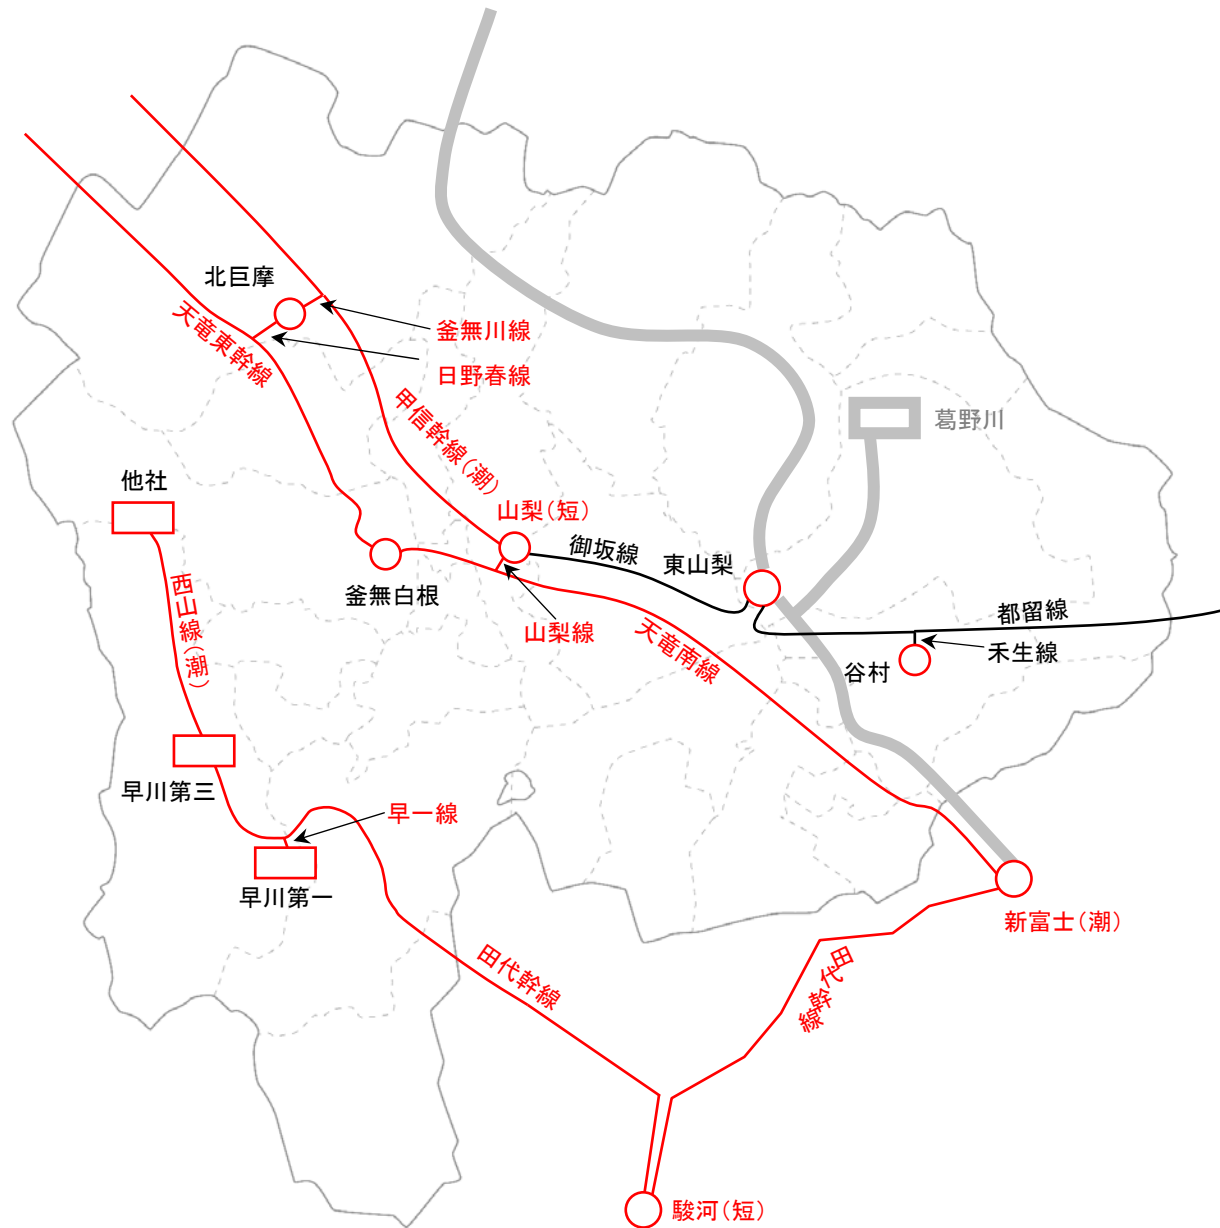 北巨摩
釜無川線
日野春線
天竜東幹線
甲信幹線(潮)
葛野川
他社
山梨(短)
御坂線
東山梨
釜無白根
西山線(潮)
山梨線
天竜南線
都留線
禾生線
谷村
早川第三
早一線
早川第一
新富士(潮)
田代幹線
田代幹線
駿河(短)